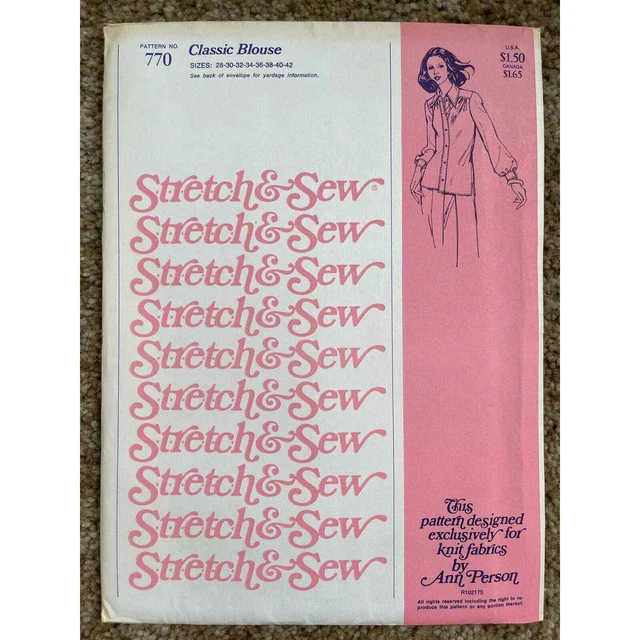 PATTERN NO.
770
Classic Blouse
SIZES: 28-30-32-34-36-38-40-42
See back of envelope for yardage information.
U.S.A.
$1.50
CANADA
$1.65
Stretch & Sew®
Stretch & Sew
Stretch & Sew
Stretch & Sew
Stretch & Sew
Stretch & Sew
Stretch & Sew
Stretch & Sew
Stretch & Sew
Stretch & Sew
This
pattern designed
exclusively for
knit fabrics
by
Ann Person
R102175
All rights reserved including the right to re-
produce this pattern or any portion thereof.